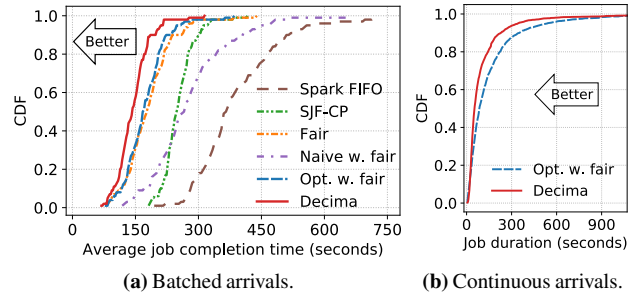 1.0
0.8
0.6
0.4
0.2
0.0
CDF
Better
Spark FIFO
SJF-CP
Fair
Naive w. fair
Opt. w. fair
Decima
0 150 300 450 600 750
Average job completion time (seconds)
(a) Batched arrivals.
1.0
0.8
0.6
0.4
0.2
0.0
CDF
Better
Opt. w. fair
Decima
0 300 600 900
Job duration (seconds)
(b) Continuous arrivals.